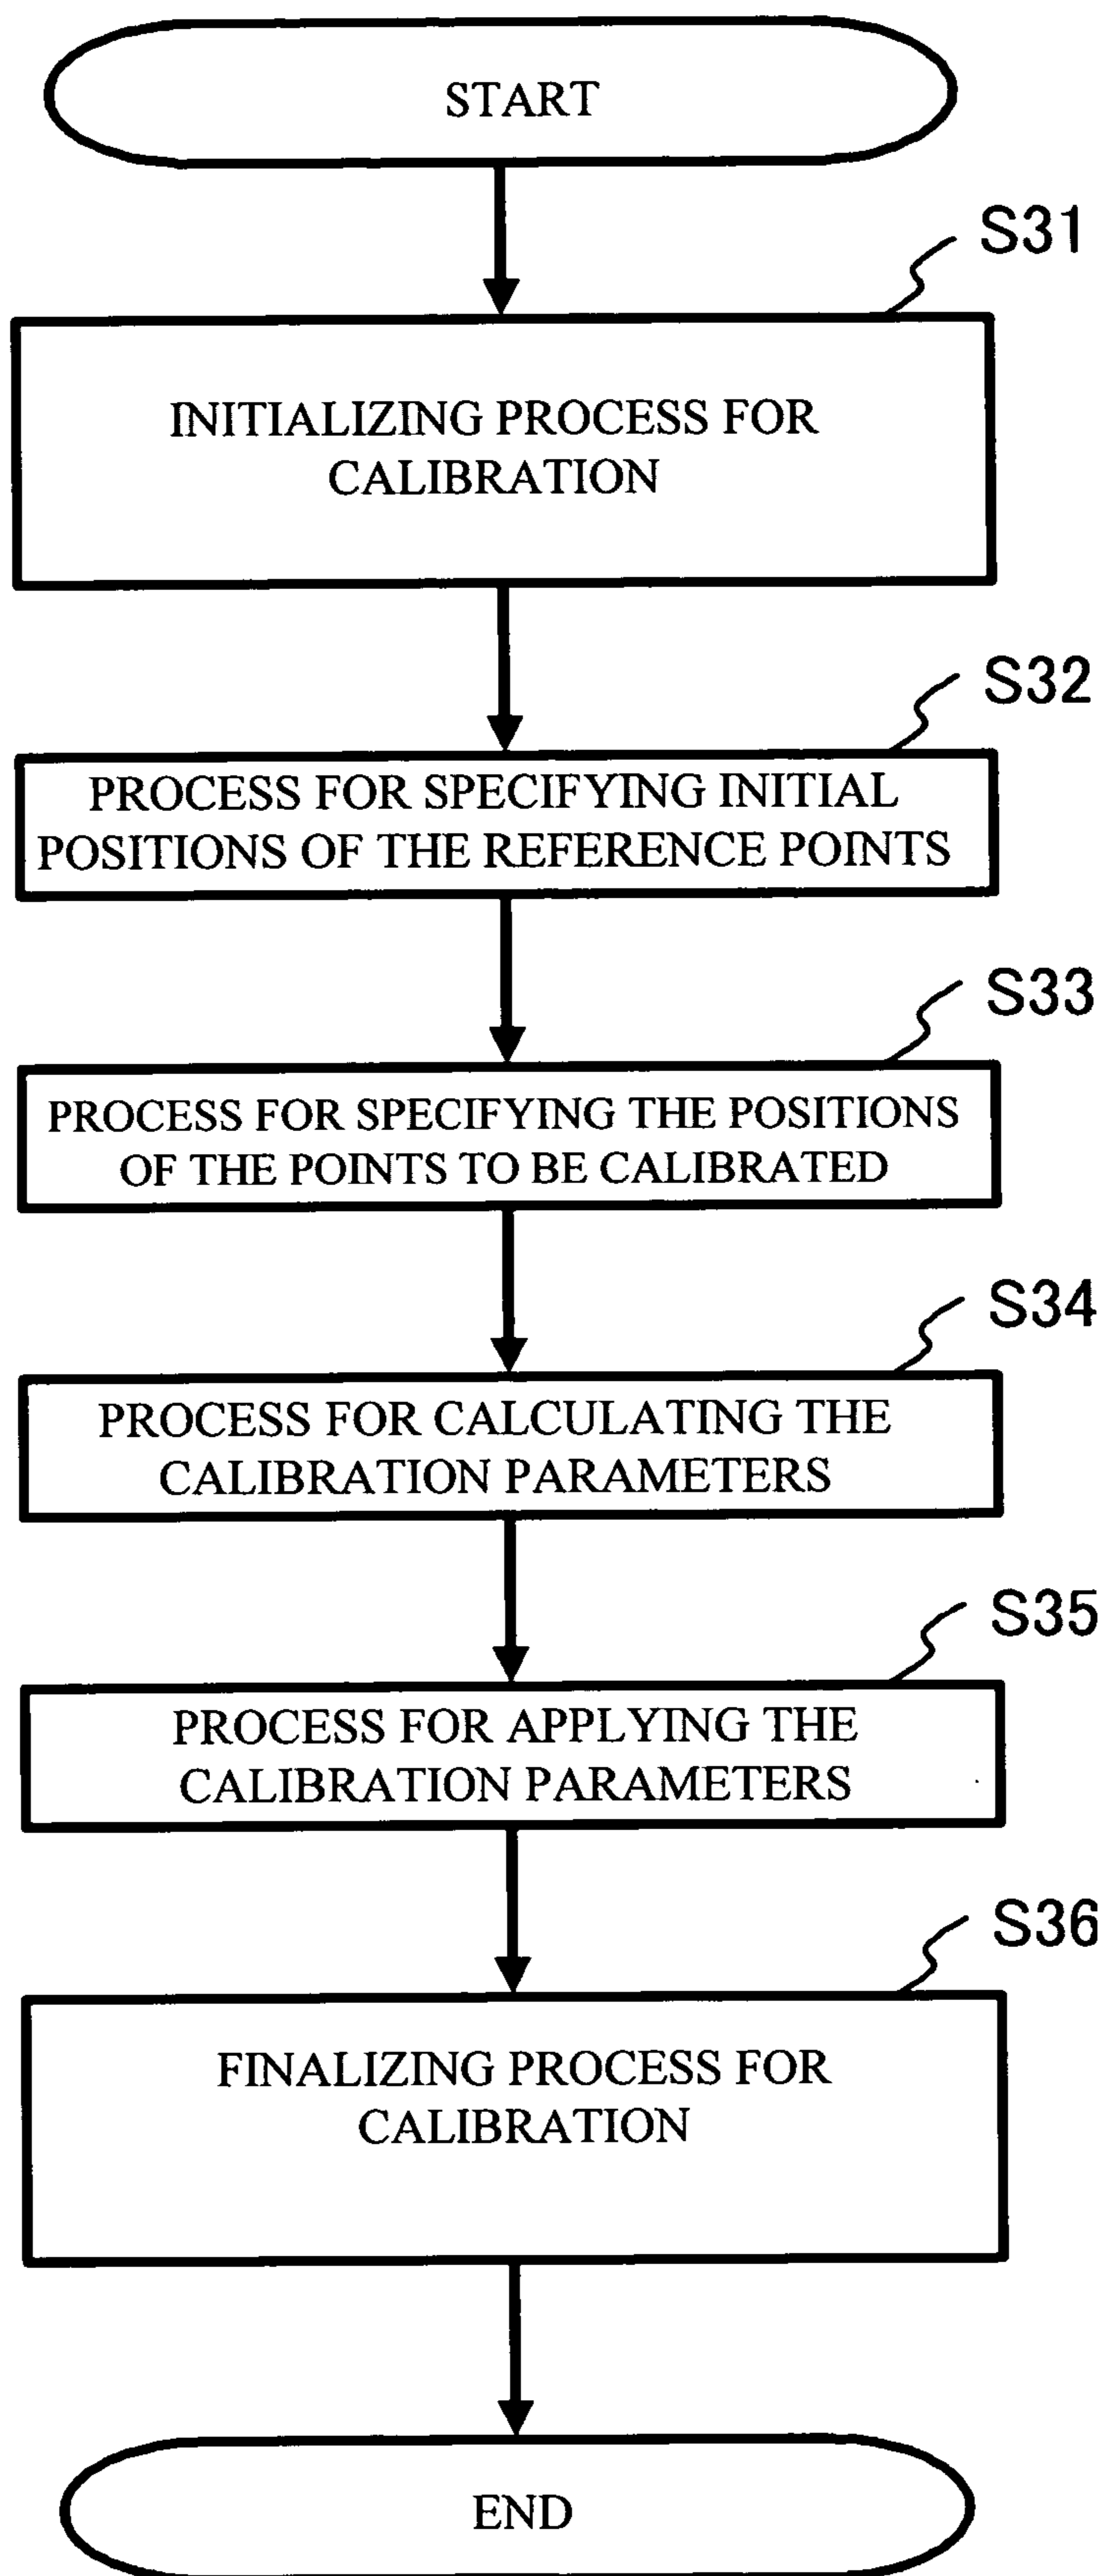 START
S31
INITIALIZING PROCESS FOR
CALIBRATION
S32
PROCESS FOR SPECIFYING INITIAL
POSITIONS OF THE REFERENCE POINTS
S33
PROCESS FOR SPECIFYING THE POSITIONS
OF THE POINTS TO BE CALIBRATED
S34
PROCESS FOR CALCULATING THE
CALIBRATION PARAMETERS
S35
PROCESS FOR APPLYING THE
CALIBRATION PARAMETERS
S36
FINALIZING PROCESS FOR
CALIBRATION
END